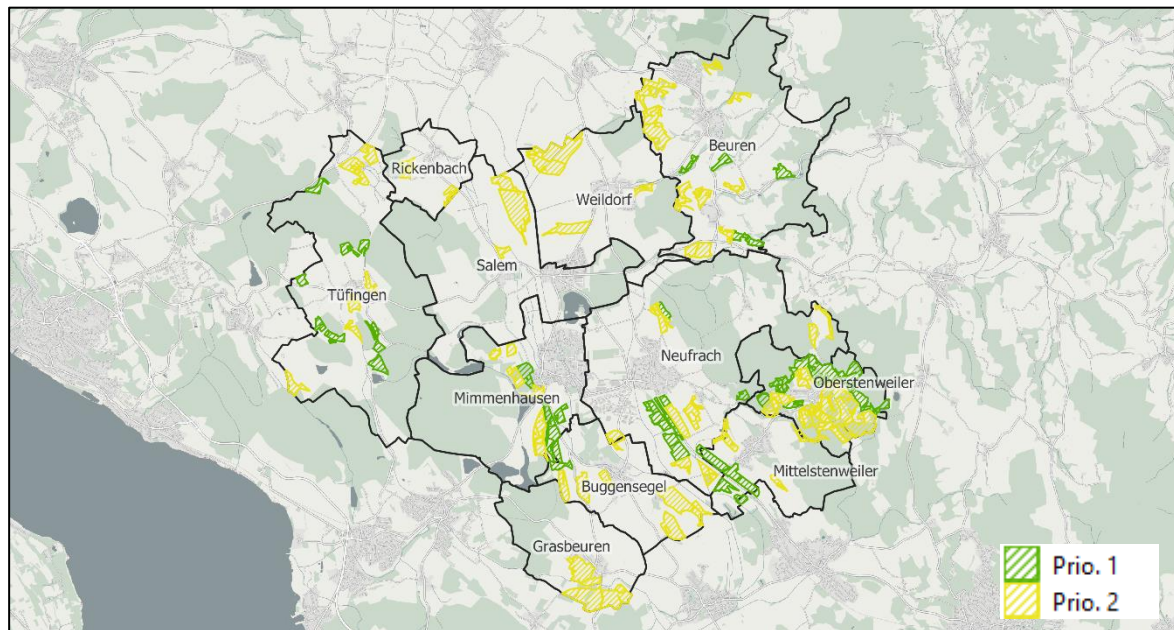 Beuren
Rickenbach
Weildorf
Salem
Tüfingen
Neufrach
Oberstenweiler
Mimmenhausen
Mittelstenweiler
Buggensegel
Grasbeuren
Prio. 1
Prio. 2